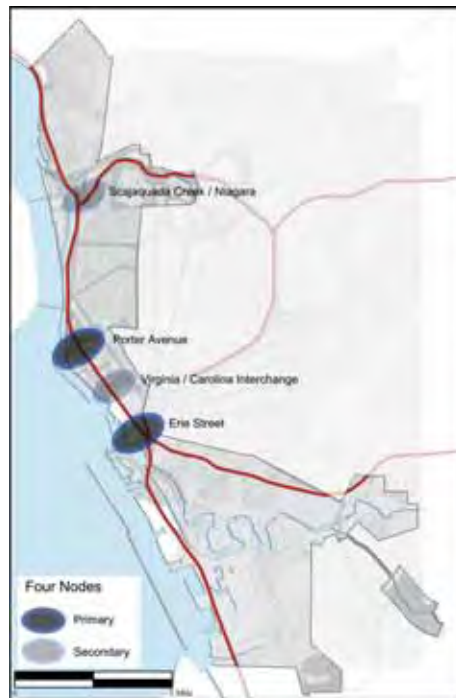 Scajaquada Creek / Niagara
Porter Avenue
Virginia / Carolina Interchange
Erie Street
Four Nodes
Primary
Secondary